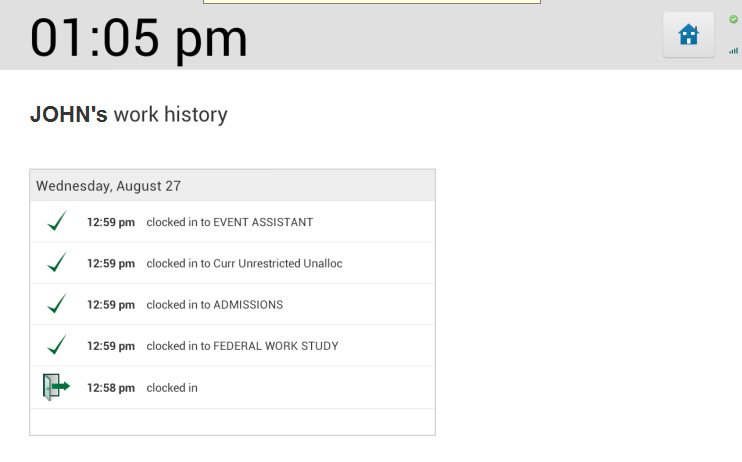 01:05 pm
JOHN's work history
Wednesday, August 27
12:59 pm clocked in to EVENT ASSISTANT
12:59 pm clocked in to Curr Unrestricted Unalloc
12:59 pm clocked in to ADMISSIONS
12:59 pm clocked in to FEDERAL WORK STUDY
12:58 pm clocked in